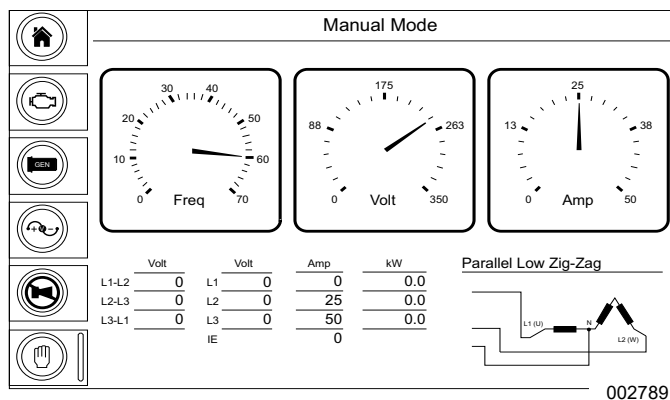 Manual Mode
GEN
0 10 20 30 40 50 60 70
Freq
0 88 175 263 350
Volt
0 13 25 38 50
Amp
Volt Volt Amp kW
L1-L2 0 L1 0 0.0
L2-L3 0 L2 25 0.0
L3-L1 0 L3 50 0.0
IE 0
Parallel Low Zig-Zag
L1 (U) N
L2 (W)
002789